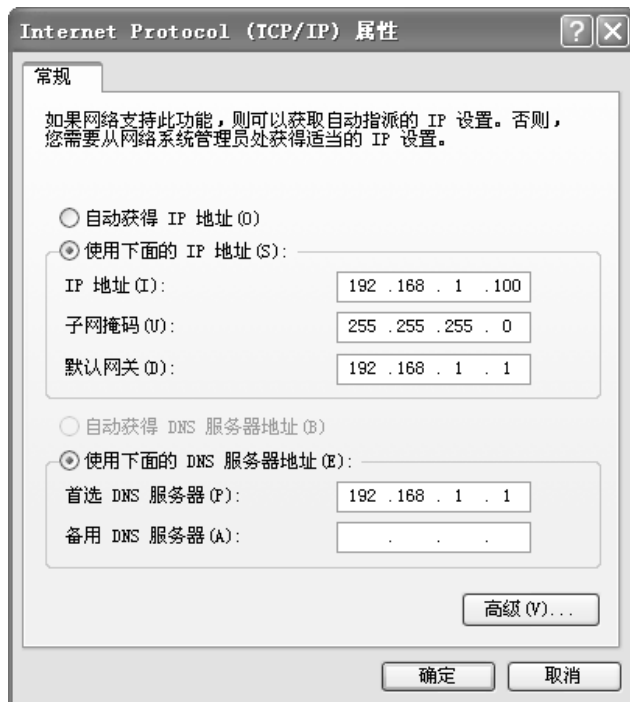 Internet Protocol (TCP/IP) 属性
常规
如果网络支持此功能，则可以获取自动指派的 IP 设置。否则，
您需要从网络系统管理员处获得适当的 IP 设置。
自动获得 IP 地址(O)
使用下面的 IP 地址(S):
IP 地址(I): 192 .168 . 1 .100
子网掩码(U): 255 .255 .255 . 0
默认网关(D): 192 .168 . 1 . 1
自动获得 DNS 服务器地址(B)
使用下面的 DNS 服务器地址(E):
首选 DNS 服务器(P): 192 .168 . 1 . 1
备用 DNS 服务器(A): . . .
高级(V)...
确定 取消